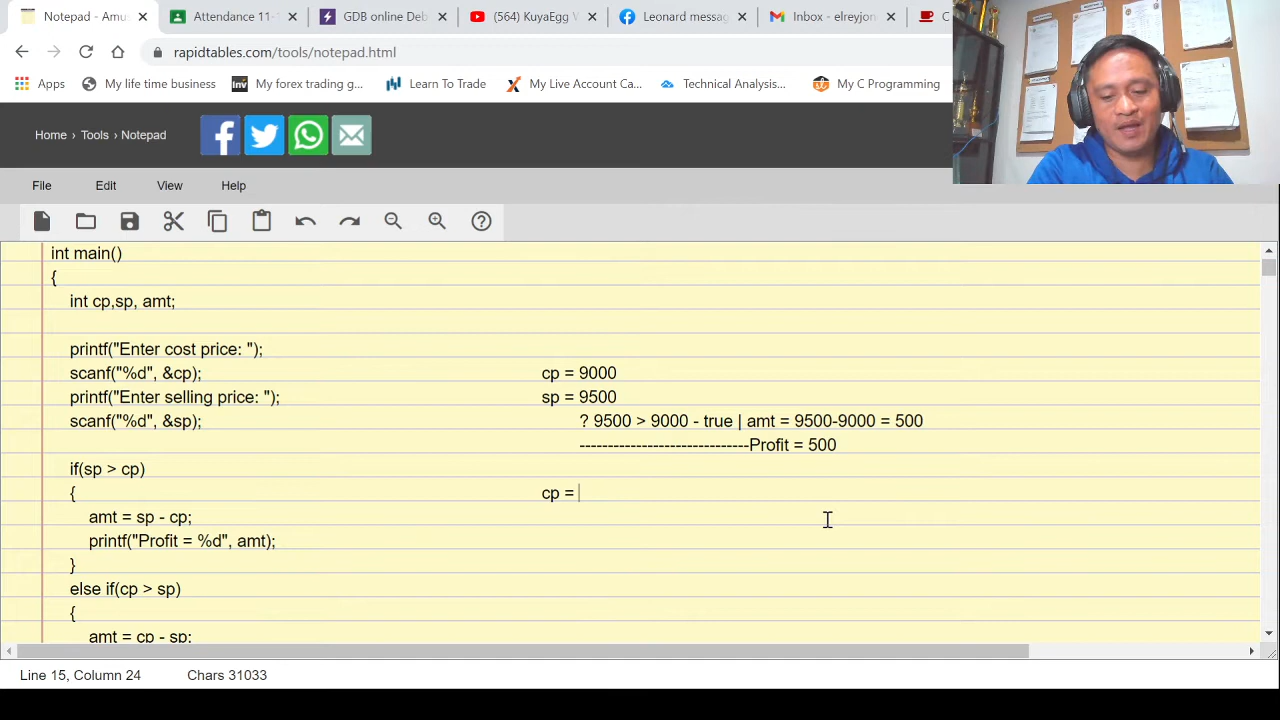 Notepad - Amu
Attendance 11-
GDB online Deb
(564) KuyaEgg V
Leonard messag
Inbox - elreyjon
C
rapidtables.com/tools/notepad.html
Apps
My life time business
My forex trading g...
Learn To Trade
My Live Account Ca...
Technical Analysis...
My C Programming
Home › Tools › Notepad
File Edit View Help
int main()
{
int cp,sp, amt;
printf("Enter cost price: ");
scanf("%d", &cp); cp = 9000
printf("Enter selling price: "); sp = 9500
scanf("%d", &sp); ? 9500 > 9000 - true | amt = 9500-9000 = 500
------------------------------Profit = 500
if(sp > cp)
{ cp =
amt = sp - cp;
printf("Profit = %d", amt);
}
else if(cp > sp)
{
amt = cp - sp;
Line 15, Column 24 Chars 31033